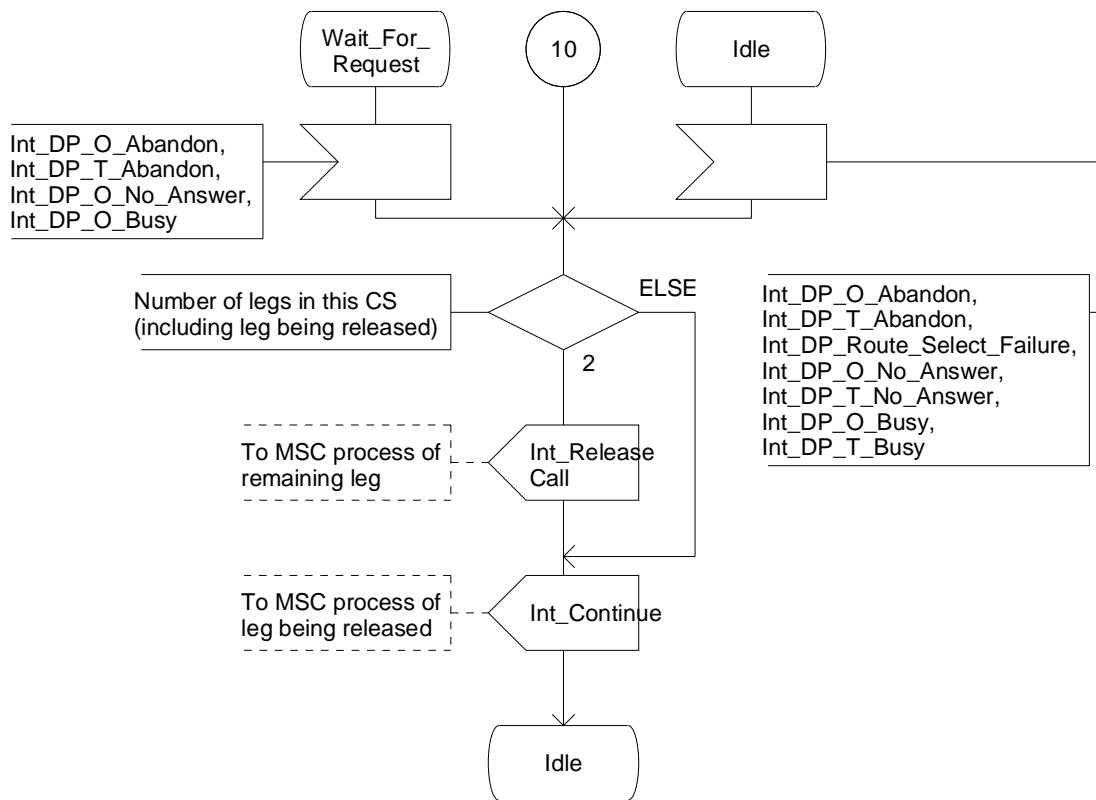 Wait_For_
Request
10
Idle
Int_DP_O_Abandon,
Int_DP_T_Abandon,
Int_DP_O_No_Answer,
Int_DP_O_Busy
Number of legs in this CS
(including leg being released)
ELSE
2
Int_DP_O_Abandon,
Int_DP_T_Abandon,
Int_DP_Route_Select_Failure,
Int_DP_O_No_Answer,
Int_DP_T_No_Answer,
Int_DP_O_Busy,
Int_DP_T_Busy
To MSC process of
remaining leg
Int_Release
Call
To MSC process of
leg being released
Int_Continue
Idle